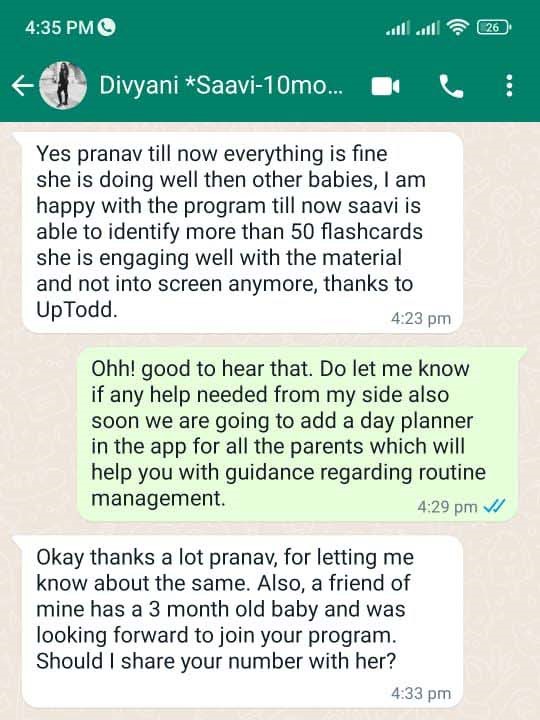 4:35 PM
26
Divyani *Saavi-10mo...
Yes pranav till now everything is fine
she is doing well then other babies, I am
happy with the program till now saavi is
able to identify more than 50 flashcards
she is engaging well with the material
and not into screen anymore, thanks to
UpTodd.
4:23 pm
Ohh! good to hear that. Do let me know
if any help needed from my side also
soon we are going to add a day planner
in the app for all the parents which will
help you with guidance regarding routine
management.
4:29 pm
Okay thanks a lot pranav, for letting me
know about the same. Also, a friend of
mine has a 3 month old baby and was
looking forward to join your program.
Should I share your number with her?
4:33 pm